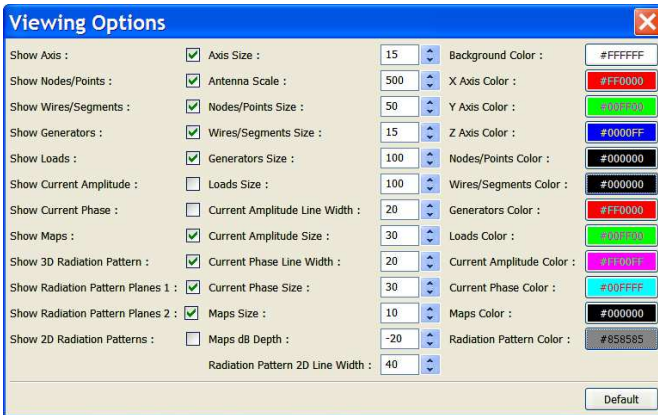 Viewing Options
Show Axis : Axis Size : 15 Background Color : #FFFFFF
Show Nodes/Points : Antenna Scale : 500 X Axis Color : #FF0000
Show Wires/Segments : Nodes/Points Size : 50 Y Axis Color : #00FF00
Show Generators : Wires/Segments Size : 15 Z Axis Color : #0000FF
Show Loads : Generators Size : 100 Nodes/Points Color : #000000
Show Current Amplitude : Loads Size : 100 Wires/Segments Color : #000000
Show Current Phase : Current Amplitude Line Width : 20 Generators Color : #FF0000
Show Maps : Current Amplitude Size : 30 Loads Color : #00FF00
Show 3D Radiation Pattern : Current Phase Line Width : 20 Current Amplitude Color : #FF00FF
Show Radiation Pattern Planes 1 : Current Phase Size : 30 Current Phase Color : #00FFFF
Show Radiation Pattern Planes 2 : Maps Size : 10 Maps Color : #000000
Show 2D Radiation Patterns : Maps dB Depth : -20 Radiation Pattern Color : #858585
Radiation Pattern 2D Line Width : 40
Default